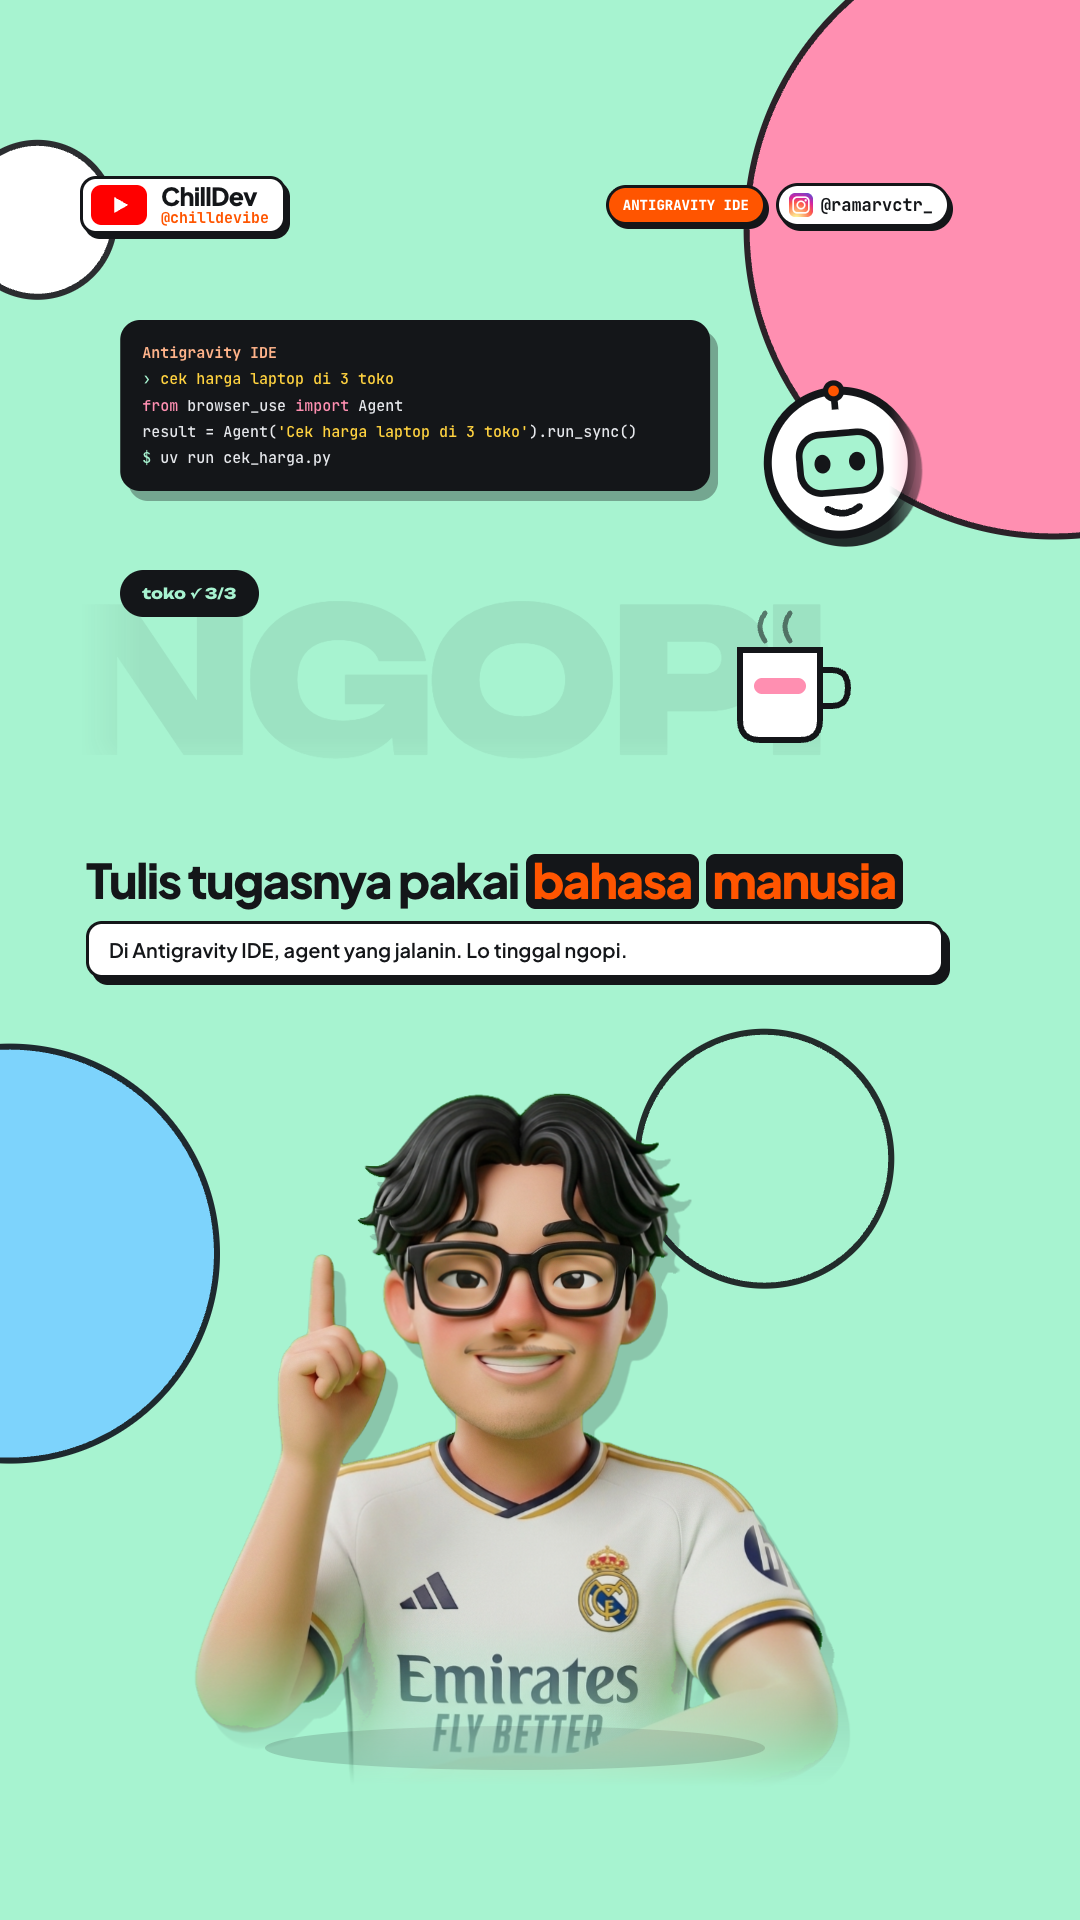 ChillDev
@chilldevibe
ANTIGRAVITY IDE
@ramarvctr_
Antigravity IDE
› cek harga laptop di 3 toko
from browser_use import Agent
result = Agent('Cek harga laptop di 3 toko').run_sync()
$ uv run cek_harga.py
toko ✓ 3/3
NGOPI
Tulis tugasnya pakai bahasa manusia
Di Antigravity IDE, agent yang jalanin. Lo tinggal ngopi.
hp
Emirates
FLY BETTER